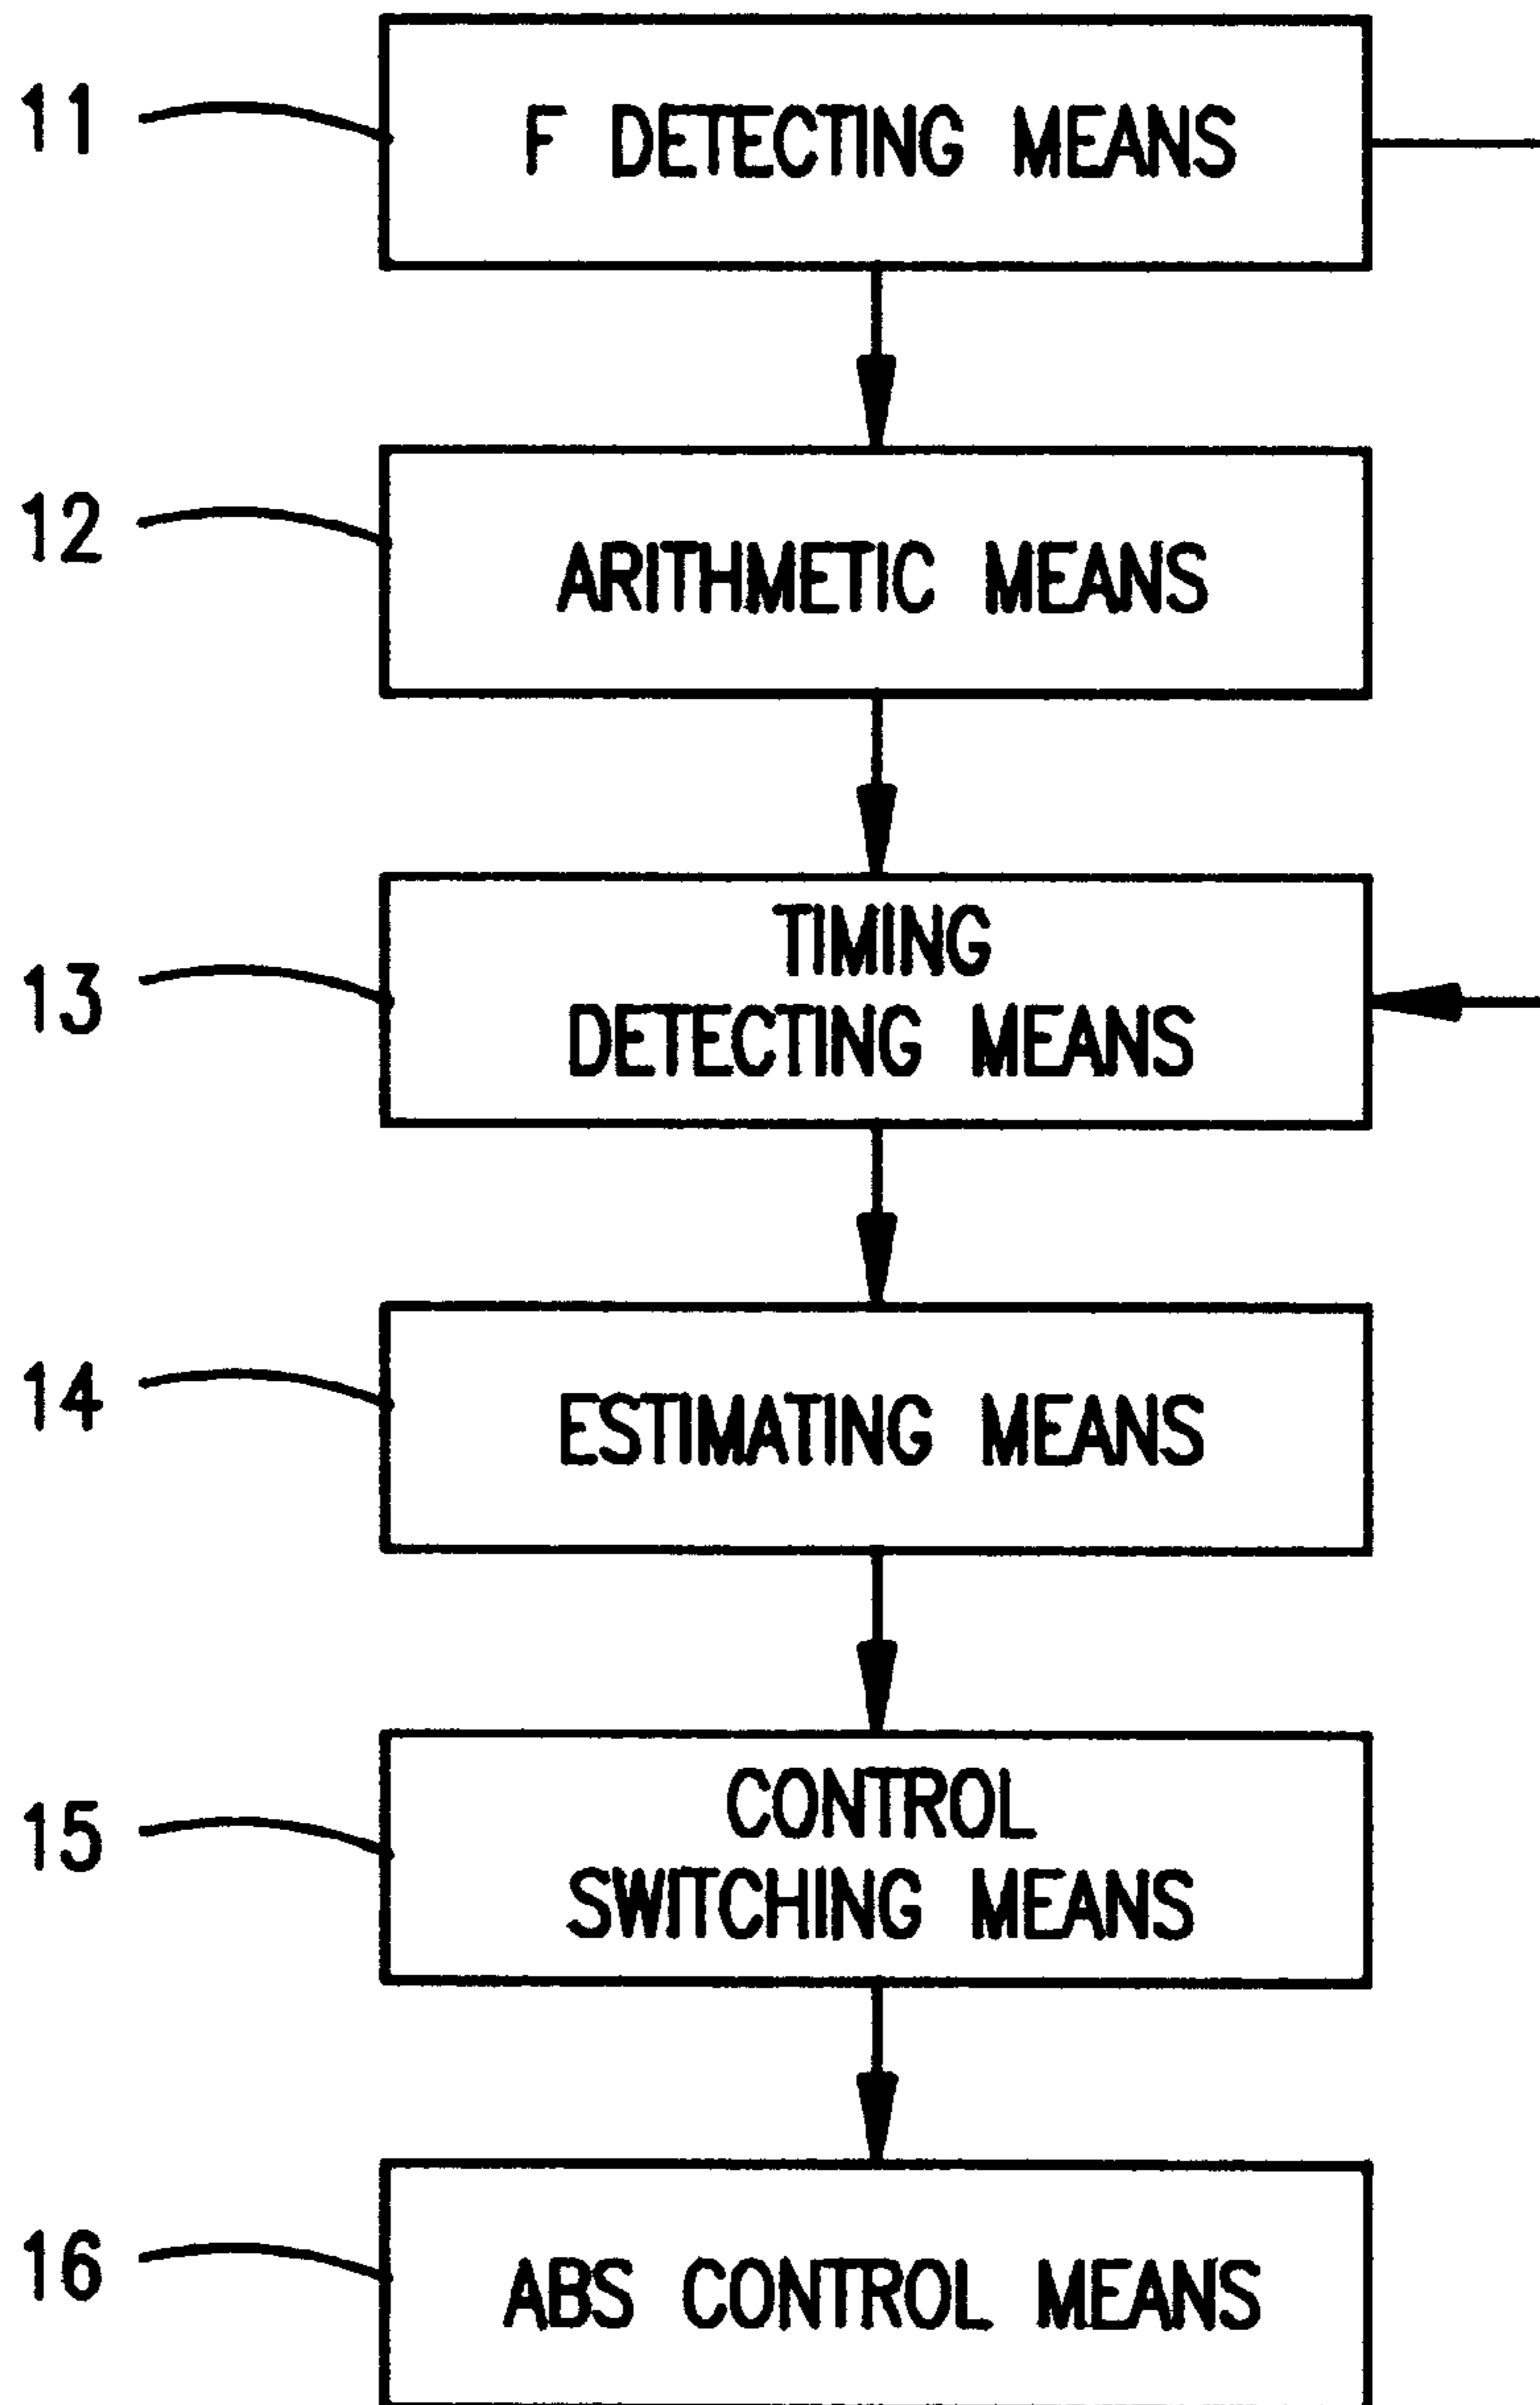 11
F DETECTING MEANS
12
ARITHMETIC MEANS
13
TIMING
DETECTING MEANS
14
ESTIMATING MEANS
15
CONTROL
SWITCHING MEANS
16
ABS CONTROL MEANS